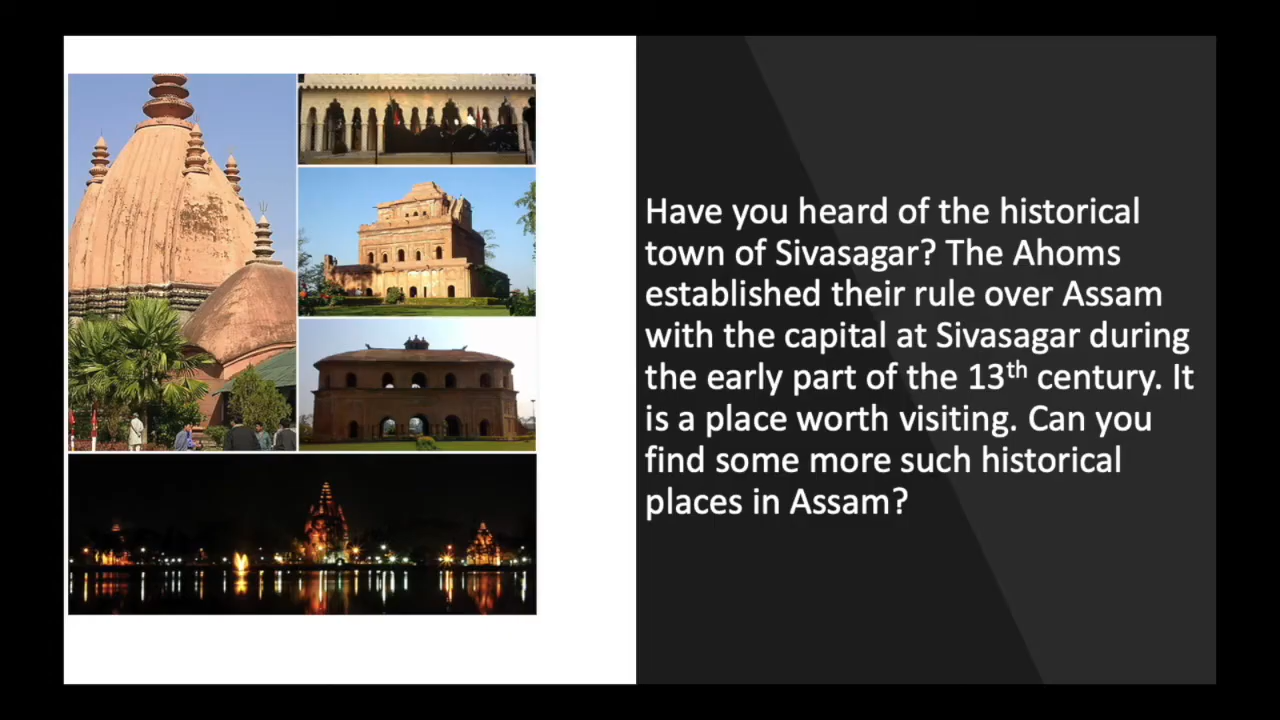 Have you heard of the historical
town of Sivasagar? The Ahoms
established their rule over Assam
with the capital at Sivasagar during
the early part of the 13th century. It
is a place worth visiting. Can you
find some more such historical
places in Assam?